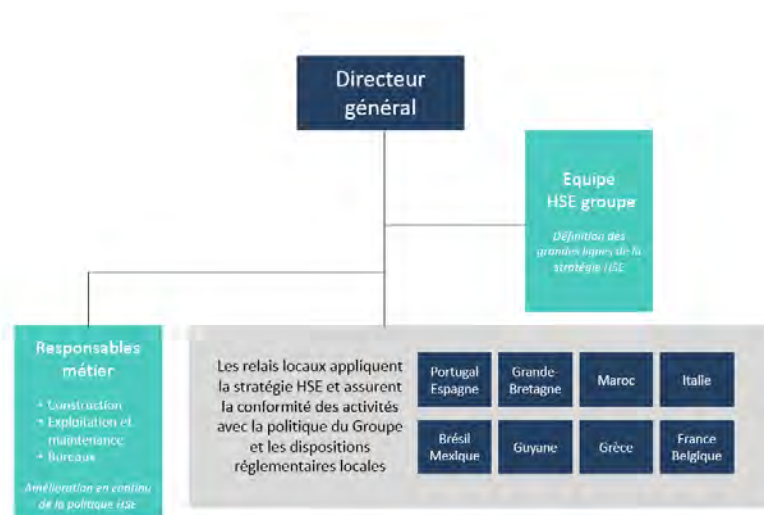 Directeur
général
Equipe
HSE groupe
Définition des
grandes lignes de la
stratégie HSE
Responsables
métier
• Construction
• Exploitation et
maintenance
• Bureaux
Amélioration en continu
de la politique HSE
Les relais locaux appliquent
la stratégie HSE et assurent
la conformité des activités
avec la politique du Groupe
et les dispositions
réglementaires locales
Portugal
Espagne
Grande-
Bretagne
Maroc
Italie
Brésil
Mexique
Guyane
Grèce
France
Belgique